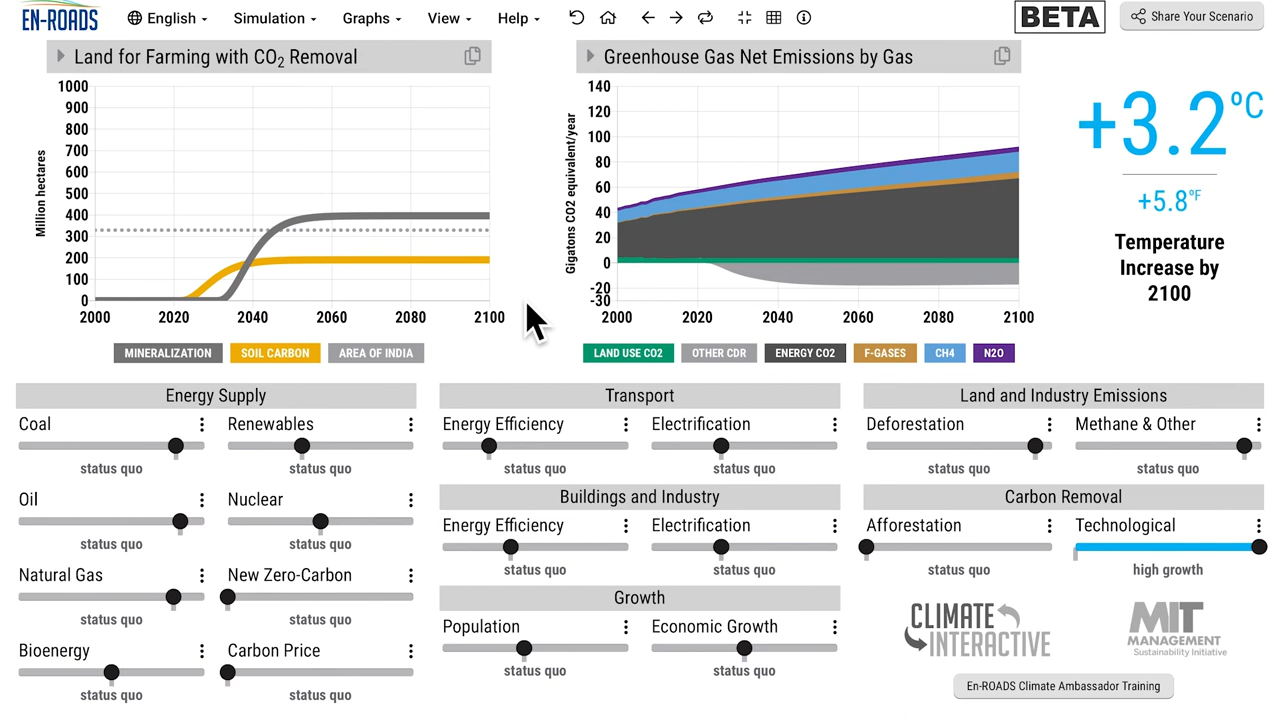 EN-ROADS
English
Simulation
Graphs
View
Help
BETA
Share Your Scenario
Land for Farming with CO₂ Removal
1000
900
800
700
600
500
400
300
200
100
0
Million hectares
2000 2020 2040 2060 2080 2100
MINERALIZATION SOIL CARBON AREA OF INDIA
Greenhouse Gas Net Emissions by Gas
140
120
100
80
60
40
20
0
-20
-30
Gigatons CO2 equivalent/year
2000 2020 2040 2060 2080 2100
LAND USE CO2 OTHER CDR ENERGY CO2 F-GASES CH4 N2O
+3.2°C
+5.8°F
Temperature
Increase by
2100
Energy Supply
Coal
status quo
Renewables
status quo
Oil
status quo
Nuclear
status quo
Natural Gas
status quo
New Zero-Carbon
status quo
Bioenergy
status quo
Carbon Price
status quo
Transport
Energy Efficiency
status quo
Electrification
status quo
Buildings and Industry
Energy Efficiency
status quo
Electrification
status quo
Growth
Population
status quo
Economic Growth
status quo
Land and Industry Emissions
Deforestation
status quo
Methane & Other
status quo
Carbon Removal
Afforestation
status quo
Technological
high growth
CLIMATE
INTERACTIVE
MIT
MANAGEMENT
Sustainability Initiative
En-ROADS Climate Ambassador Training